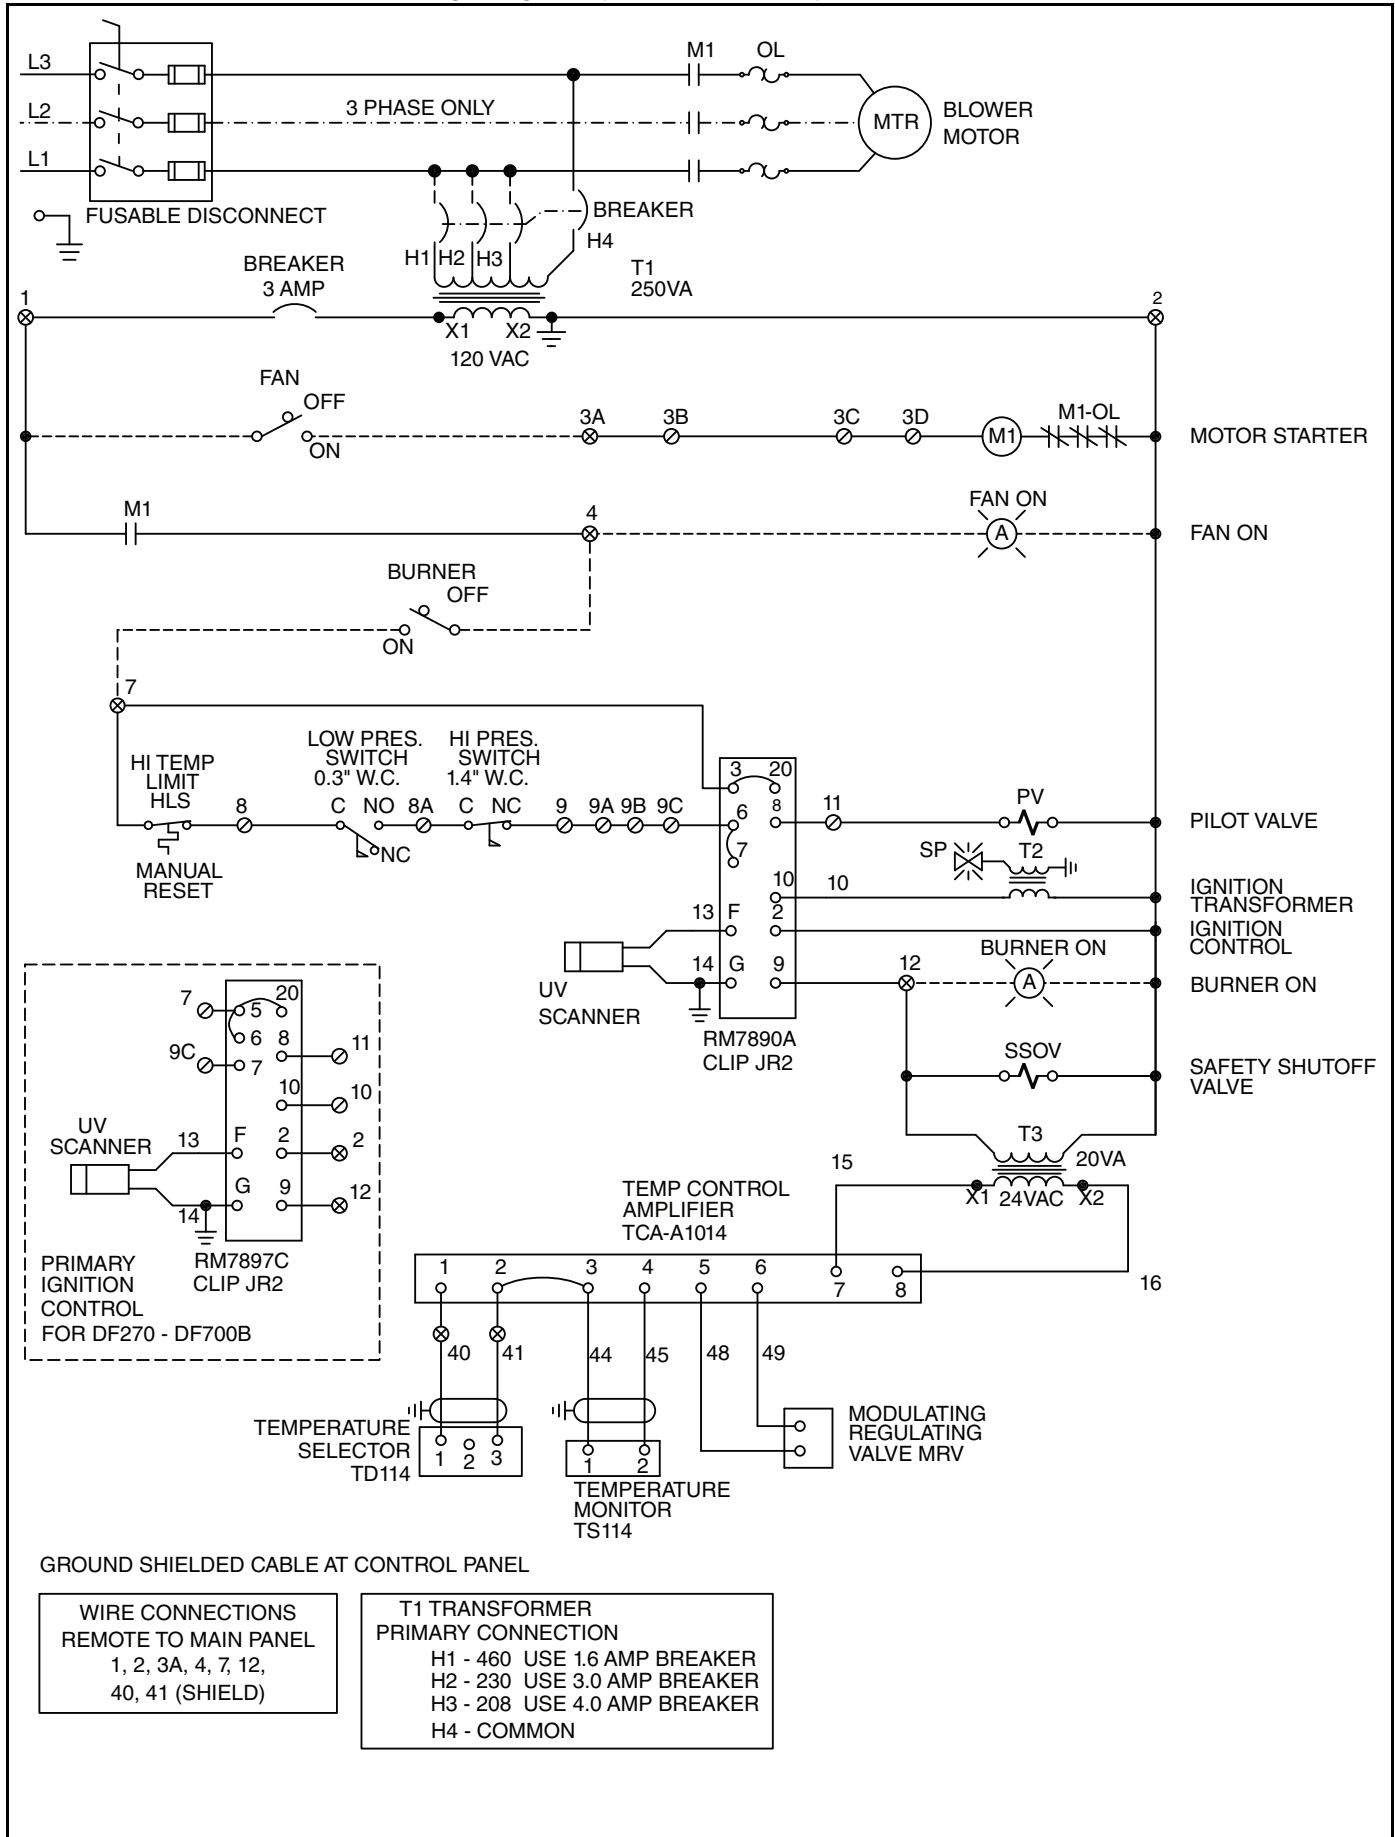 L3
M1
OL
L2
3 PHASE ONLY
MTR
BLOWER
MOTOR
L1
FUSABLE DISCONNECT
BREAKER
H1
H2
H3
H4
BREAKER
3 AMP
T1
250VA
1
2
X1
X2
120 VAC
FAN
OFF
ON
3A
3B
3C
3D
M1
M1-OL
MOTOR STARTER
M1
4
FAN ON
A
FAN ON
BURNER
OFF
ON
7
HI TEMP
LIMIT
HLS
MANUAL
RESET
8
LOW PRES.
SWITCH
0.3" W.C.
C
NO
NC
8A
HI PRES.
SWITCH
1.4" W.C.
C
NC
9
9A
9B
9C
3
20
6
8
7
10
F
2
G
9
11
PV
PILOT VALVE
SP
T2
10
IGNITION
TRANSFORMER
13
IGNITION
CONTROL
14
UV
SCANNER
12
BURNER ON
A
BURNER ON
RM7890A
CLIP JR2
SSOV
SAFETY SHUTOFF
VALVE
7
5
20
6
8
11
9C
7
10
10
UV
SCANNER
13
F
2
2
G
9
12
14
RM7897C
CLIP JR2
PRIMARY
IGNITION
CONTROL
FOR DF270 - DF700B
T3
20VA
15
X1
24VAC
X2
16
TEMP CONTROL
AMPLIFIER
TCA-A1014
1
2
3
4
5
6
7
8
40
41
44
45
48
49
TEMPERATURE
SELECTOR
TD114
1
2
3
1
2
TEMPERATURE
MONITOR
TS114
MODULATING
REGULATING
VALVE MRV
GROUND SHIELDED CABLE AT CONTROL PANEL
WIRE CONNECTIONS
REMOTE TO MAIN PANEL
1, 2, 3A, 4, 7, 12,
40, 41 (SHIELD)
T1 TRANSFORMER
PRIMARY CONNECTION
H1 - 460 USE 1.6 AMP BREAKER
H2 - 230 USE 3.0 AMP BREAKER
H3 - 208 USE 4.0 AMP BREAKER
H4 - COMMON